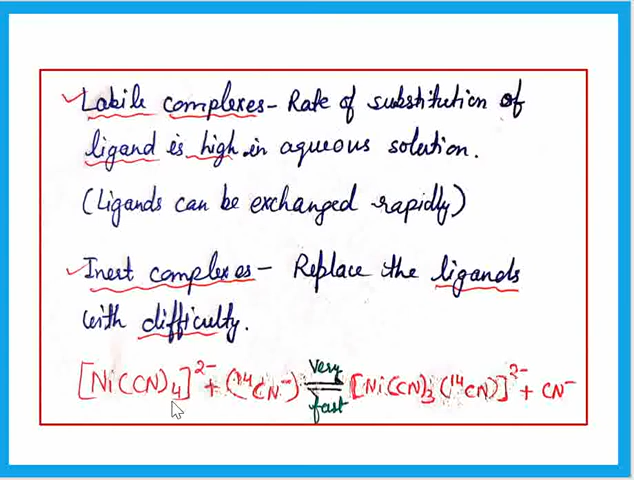 Labile complexes - Rate of substitution of
ligand is high in aqueous solution.
(Ligands can be exchanged rapidly)
Inert complexes - Replace the ligands
with difficulty.
[Ni(CN)4]2- + (14CN-) very fast [Ni(CN)3(14CN)]2- + CN-